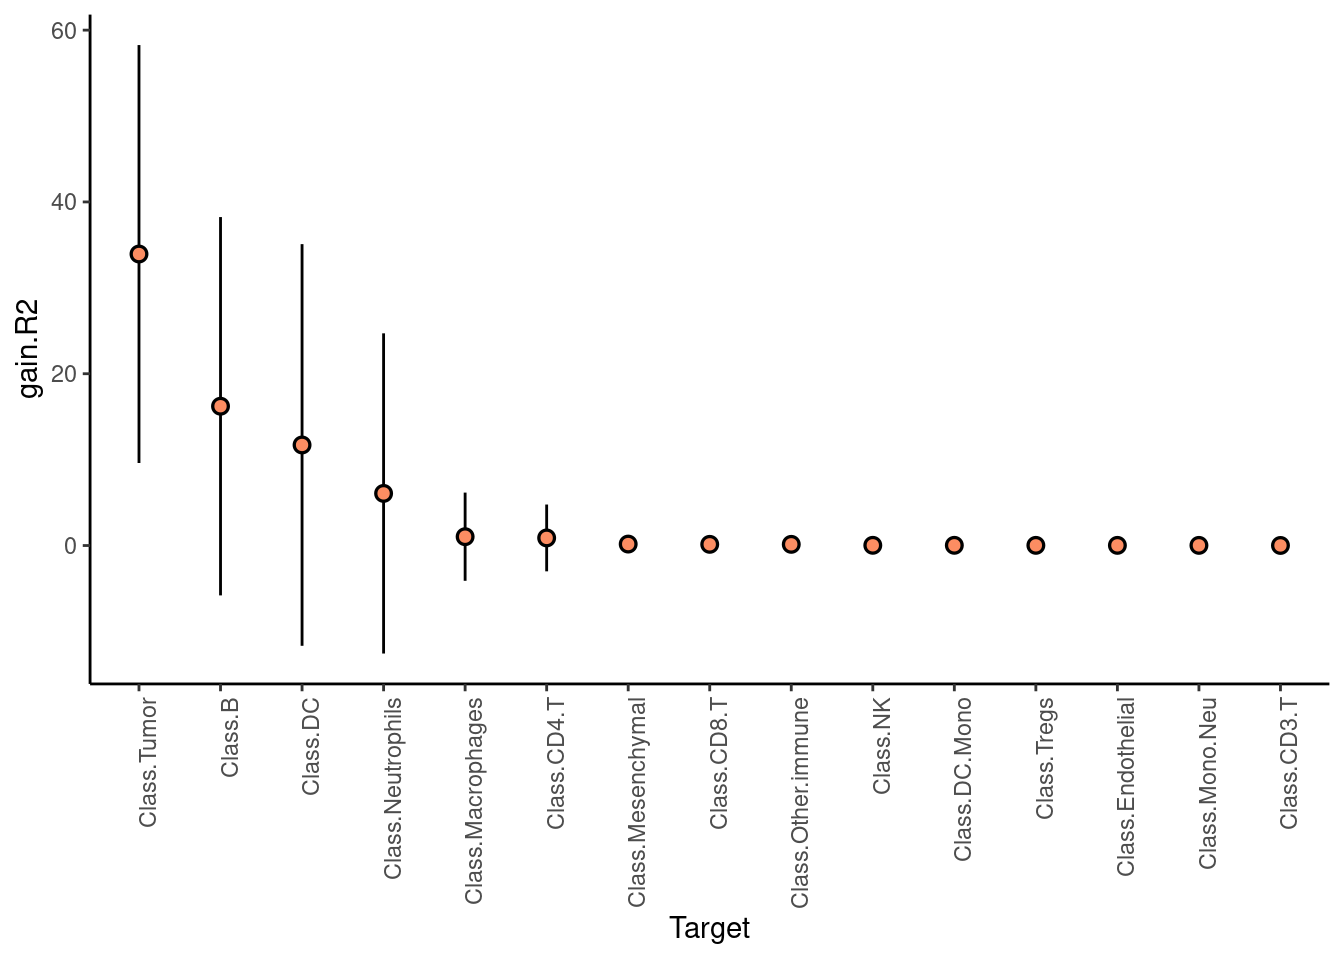 60
40
20
0
gain.R2
Class.Tumor
Class.B
Class.DC
Class.Neutrophils
Class.Macrophages
Class.CD4.T
Class.Mesenchymal
Class.CD8.T
Class.Other.immune
Class.NK
Class.DC.Mono
Class.Tregs
Class.Endothelial
Class.Mono.Neu
Class.CD3.T
Target